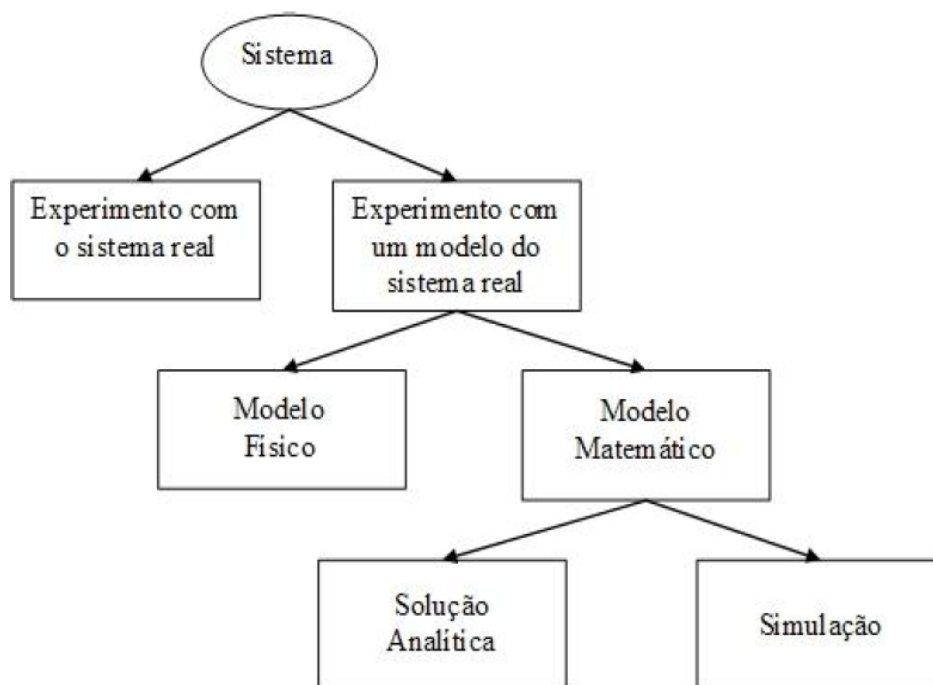 Sistema
Experimento com
o sistema real
Experimento com
um modelo do
sistema real
Modelo
Físico
Modelo
Matemático
Solução
Analítica
Simulação